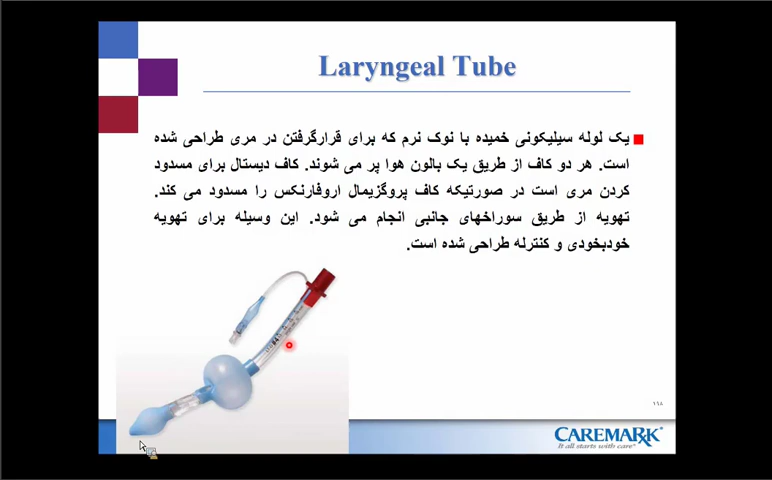 Laryngeal Tube
یک لوله سیلیکونی خمیده با نوک نرم که برای قرارگرفتن در مری طراحی شده
است. هر دو کاف از طریق یک بالون هوا پر می شوند. کاف دیستال برای مسدود
کردن مری است در صورتیکه کاف پروگزیمال اروفارنکس را مسدود می کند.
تهویه از طریق سوراخهای جانبی انجام می شود. این وسیله برای تهویه
خودبخودی و کنترله طراحی شده است.
١٦٨
CAREMARK
It all starts with care